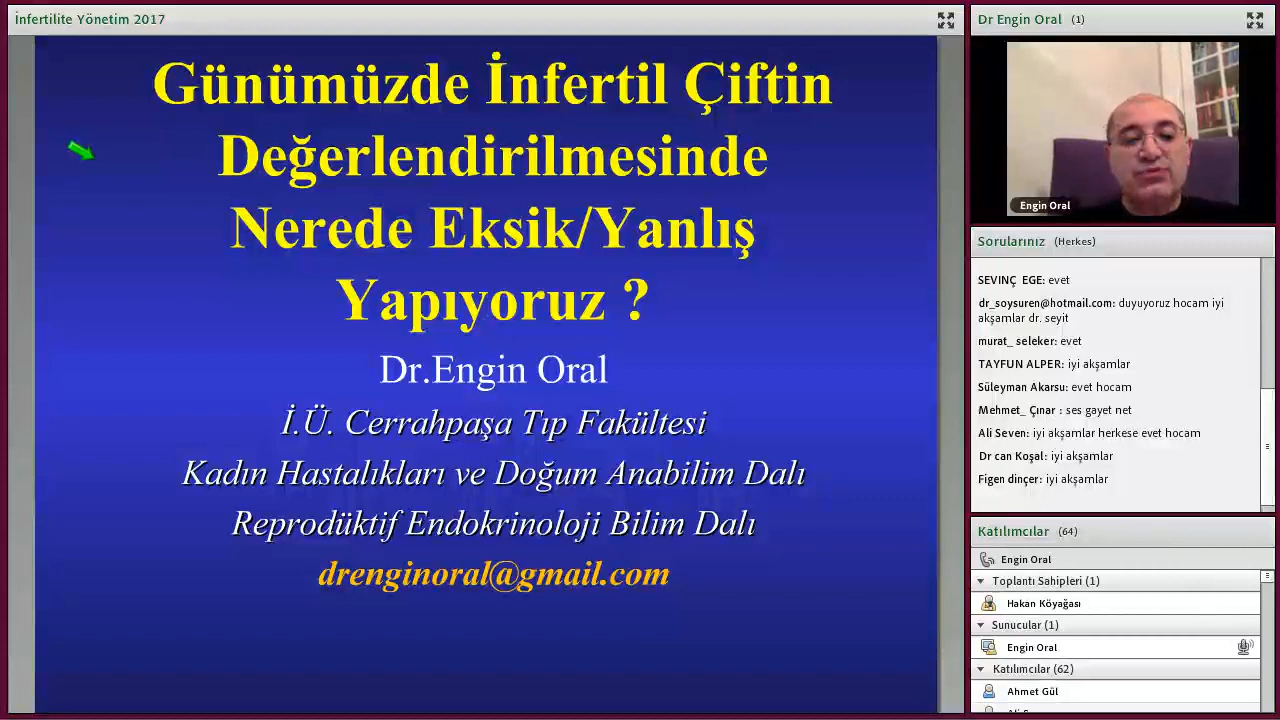 İnfertilite Yönetim 2017
Günümüzde İnfertil Çiftin
Değerlendirilmesinde
Nerede Eksik/Yanlış
Yapıyoruz ?
Dr.Engin Oral
İ.Ü. Cerrahpaşa Tıp Fakültesi
Kadın Hastalıkları ve Doğum Anabilim Dalı
Reprodüktif Endokrinoloji Bilim Dalı
drenginoral@gmail.com
Dr Engin Oral (1)
Engin Oral
Sorularınız (Herkes)
SEVINÇ EGE: evet
dr_soysuren@hotmail.com: duyuyoruz hocam iyi
akşamlar dr. seyit
murat_ seleker: evet
TAYFUN ALPER: iyi akşamlar
Süleyman Akarsu: evet hocam
Mehmet_ Çınar : ses gayet net
Ali Seven: iyi akşamlar herkese evet hocam
Dr can Koşal: iyi akşamlar
Figen dinçer: iyi akşamlar
Katılımcılar (64)
Engin Oral
Toplantı Sahipleri (1)
Hakan Köyağası
Sunucular (1)
Engin Oral
Katılımcılar (62)
Ahmet Gül